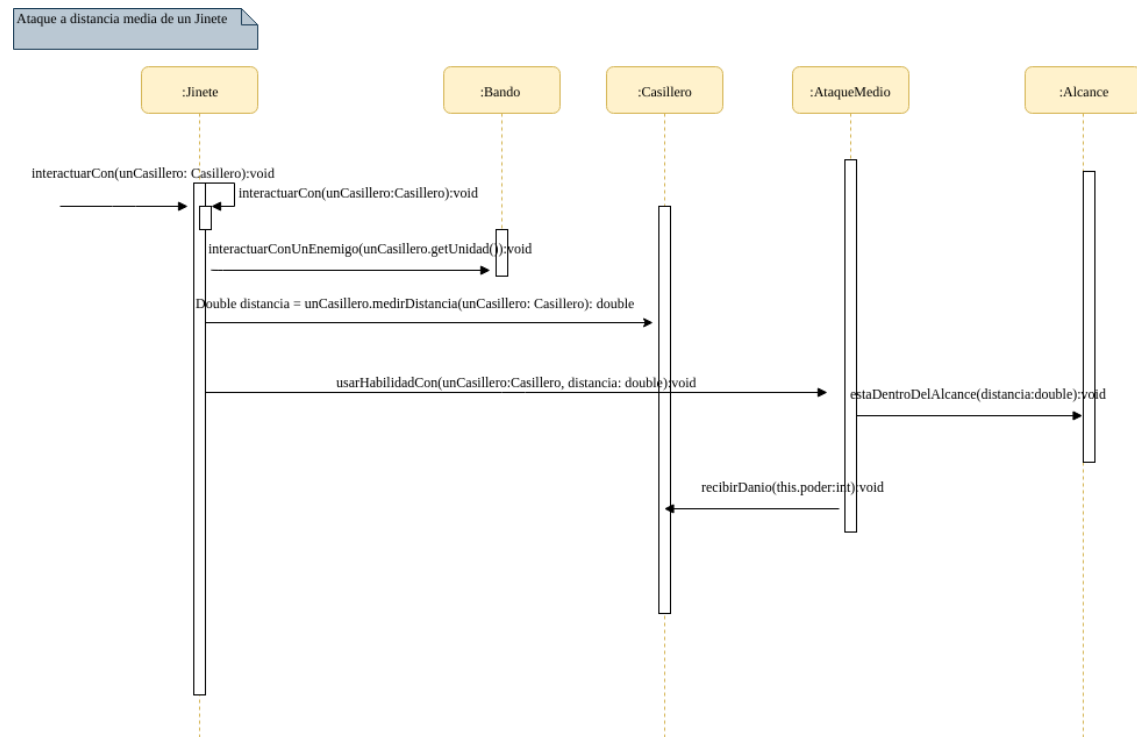 Ataque a distancia media de un Jinete
:Jinete
:Bando
:Casillero
:AtaqueMedio
:Alcance
interactuarCon(unCasillero: Casillero):void
interactuarCon(unCasillero:Casillero):void
interactuarConUnEnemigo(unCasillero.getUnidad()):void
Double distancia = unCasillero.medirDistancia(unCasillero: Casillero): double
usarHabilidadCon(unCasillero:Casillero, distancia: double):void
estaDentroDelAlcance(distancia:double):void
recibirDanio(this.poder:int):void